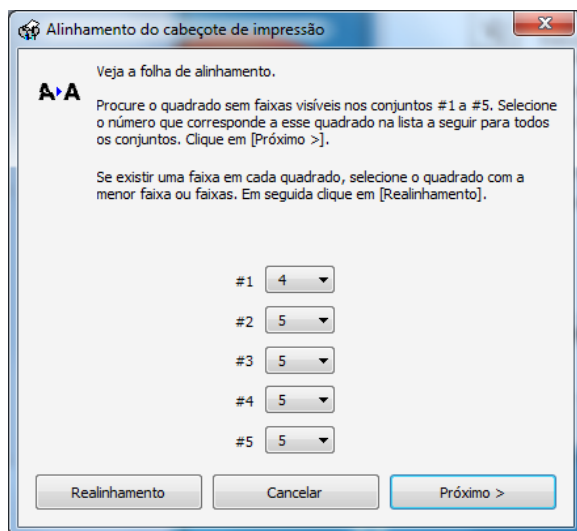 Alinhamento do cabeçote de impressão
Veja a folha de alinhamento.
A A
Procure o quadrado sem faixas visíveis nos conjuntos #1 a #5. Selecione
o número que corresponde a esse quadrado na lista a seguir para todos
os conjuntos. Clique em [Próximo >].
Se existir uma faixa em cada quadrado, selecione o quadrado com a
menor faixa ou faixas. Em seguida clique em [Realinhamento].
#1 4
#2 5
#3 5
#4 5
#5 5
Realinhamento Cancelar Próximo >